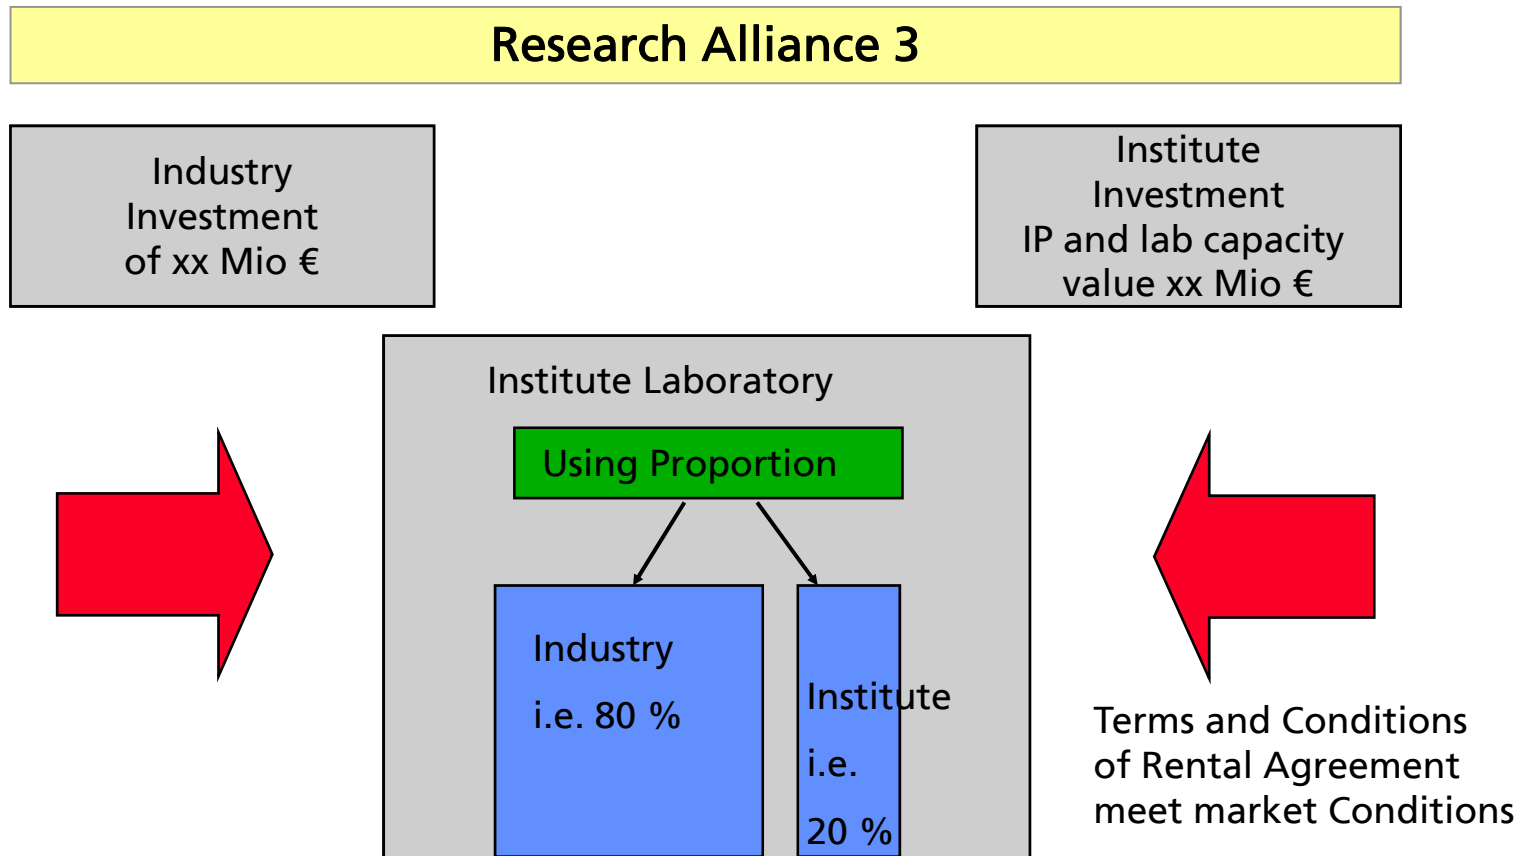 Research Alliance 3
Industry
Investment
of xx Mio €
Institute
Investment
IP and lab capacity
value xx Mio €
Institute Laboratory
Using Proportion
Industry
i.e. 80 %
Institute
i.e.
20 %
Terms and Conditions
of Rental Agreement
meet market Conditions